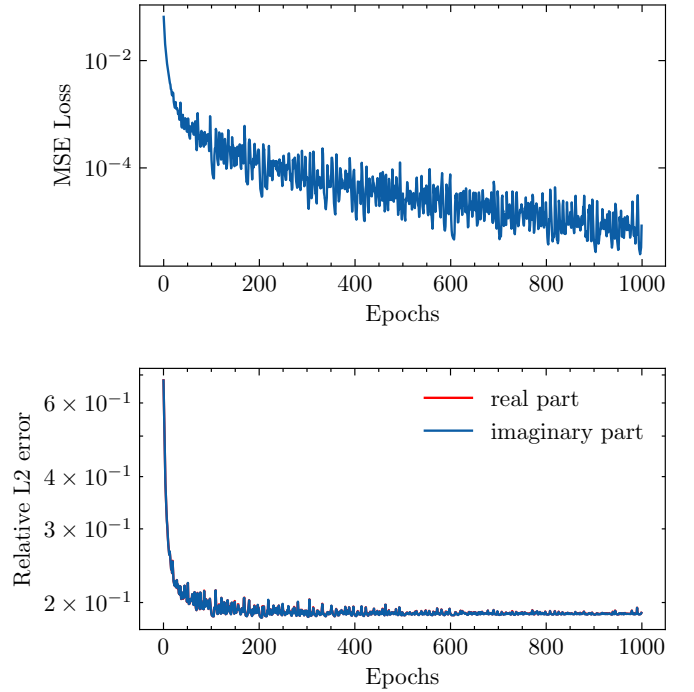 10⁻²
10⁻⁴
MSE Loss
0 200 400 600 800 1000
Epochs
6 × 10⁻¹
4 × 10⁻¹
3 × 10⁻¹
2 × 10⁻¹
Relative L2 error
real part
imaginary part
0 200 400 600 800 1000
Epochs